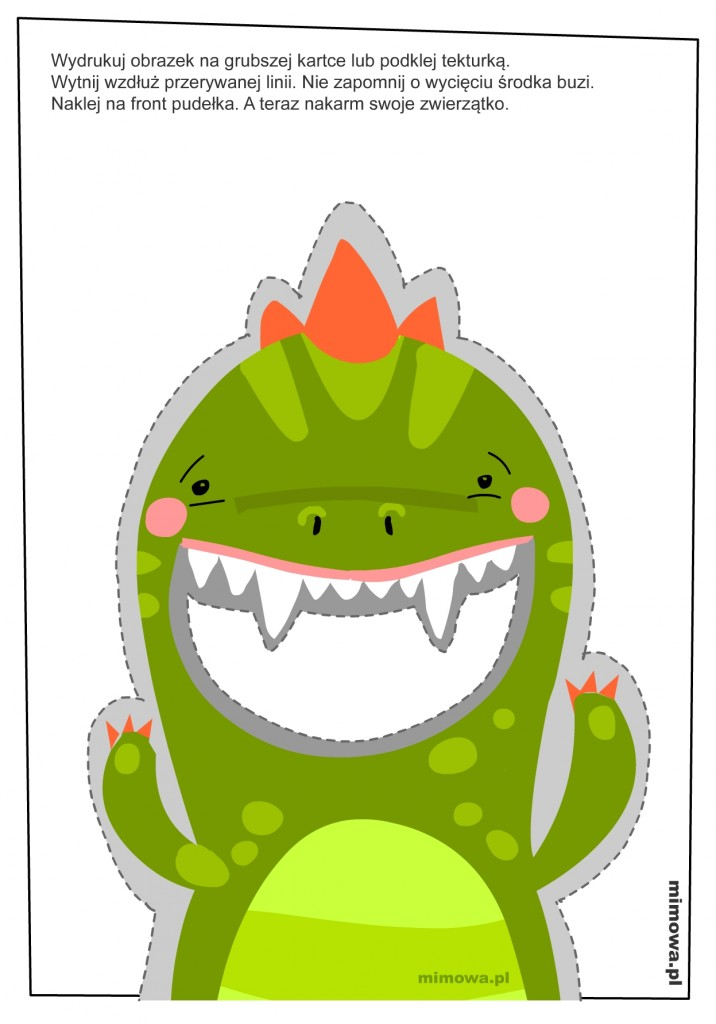 Wydrukuj obrazek na grubszej kartce lub podklej tekturką.
Wytnij wzdłuż przerywanej linii. Nie zapomnij o wycięciu środka buzi.
Naklej na front pudełka. A teraz nakarm swoje zwierzątko.
mimowa.pl
mimowa.pl